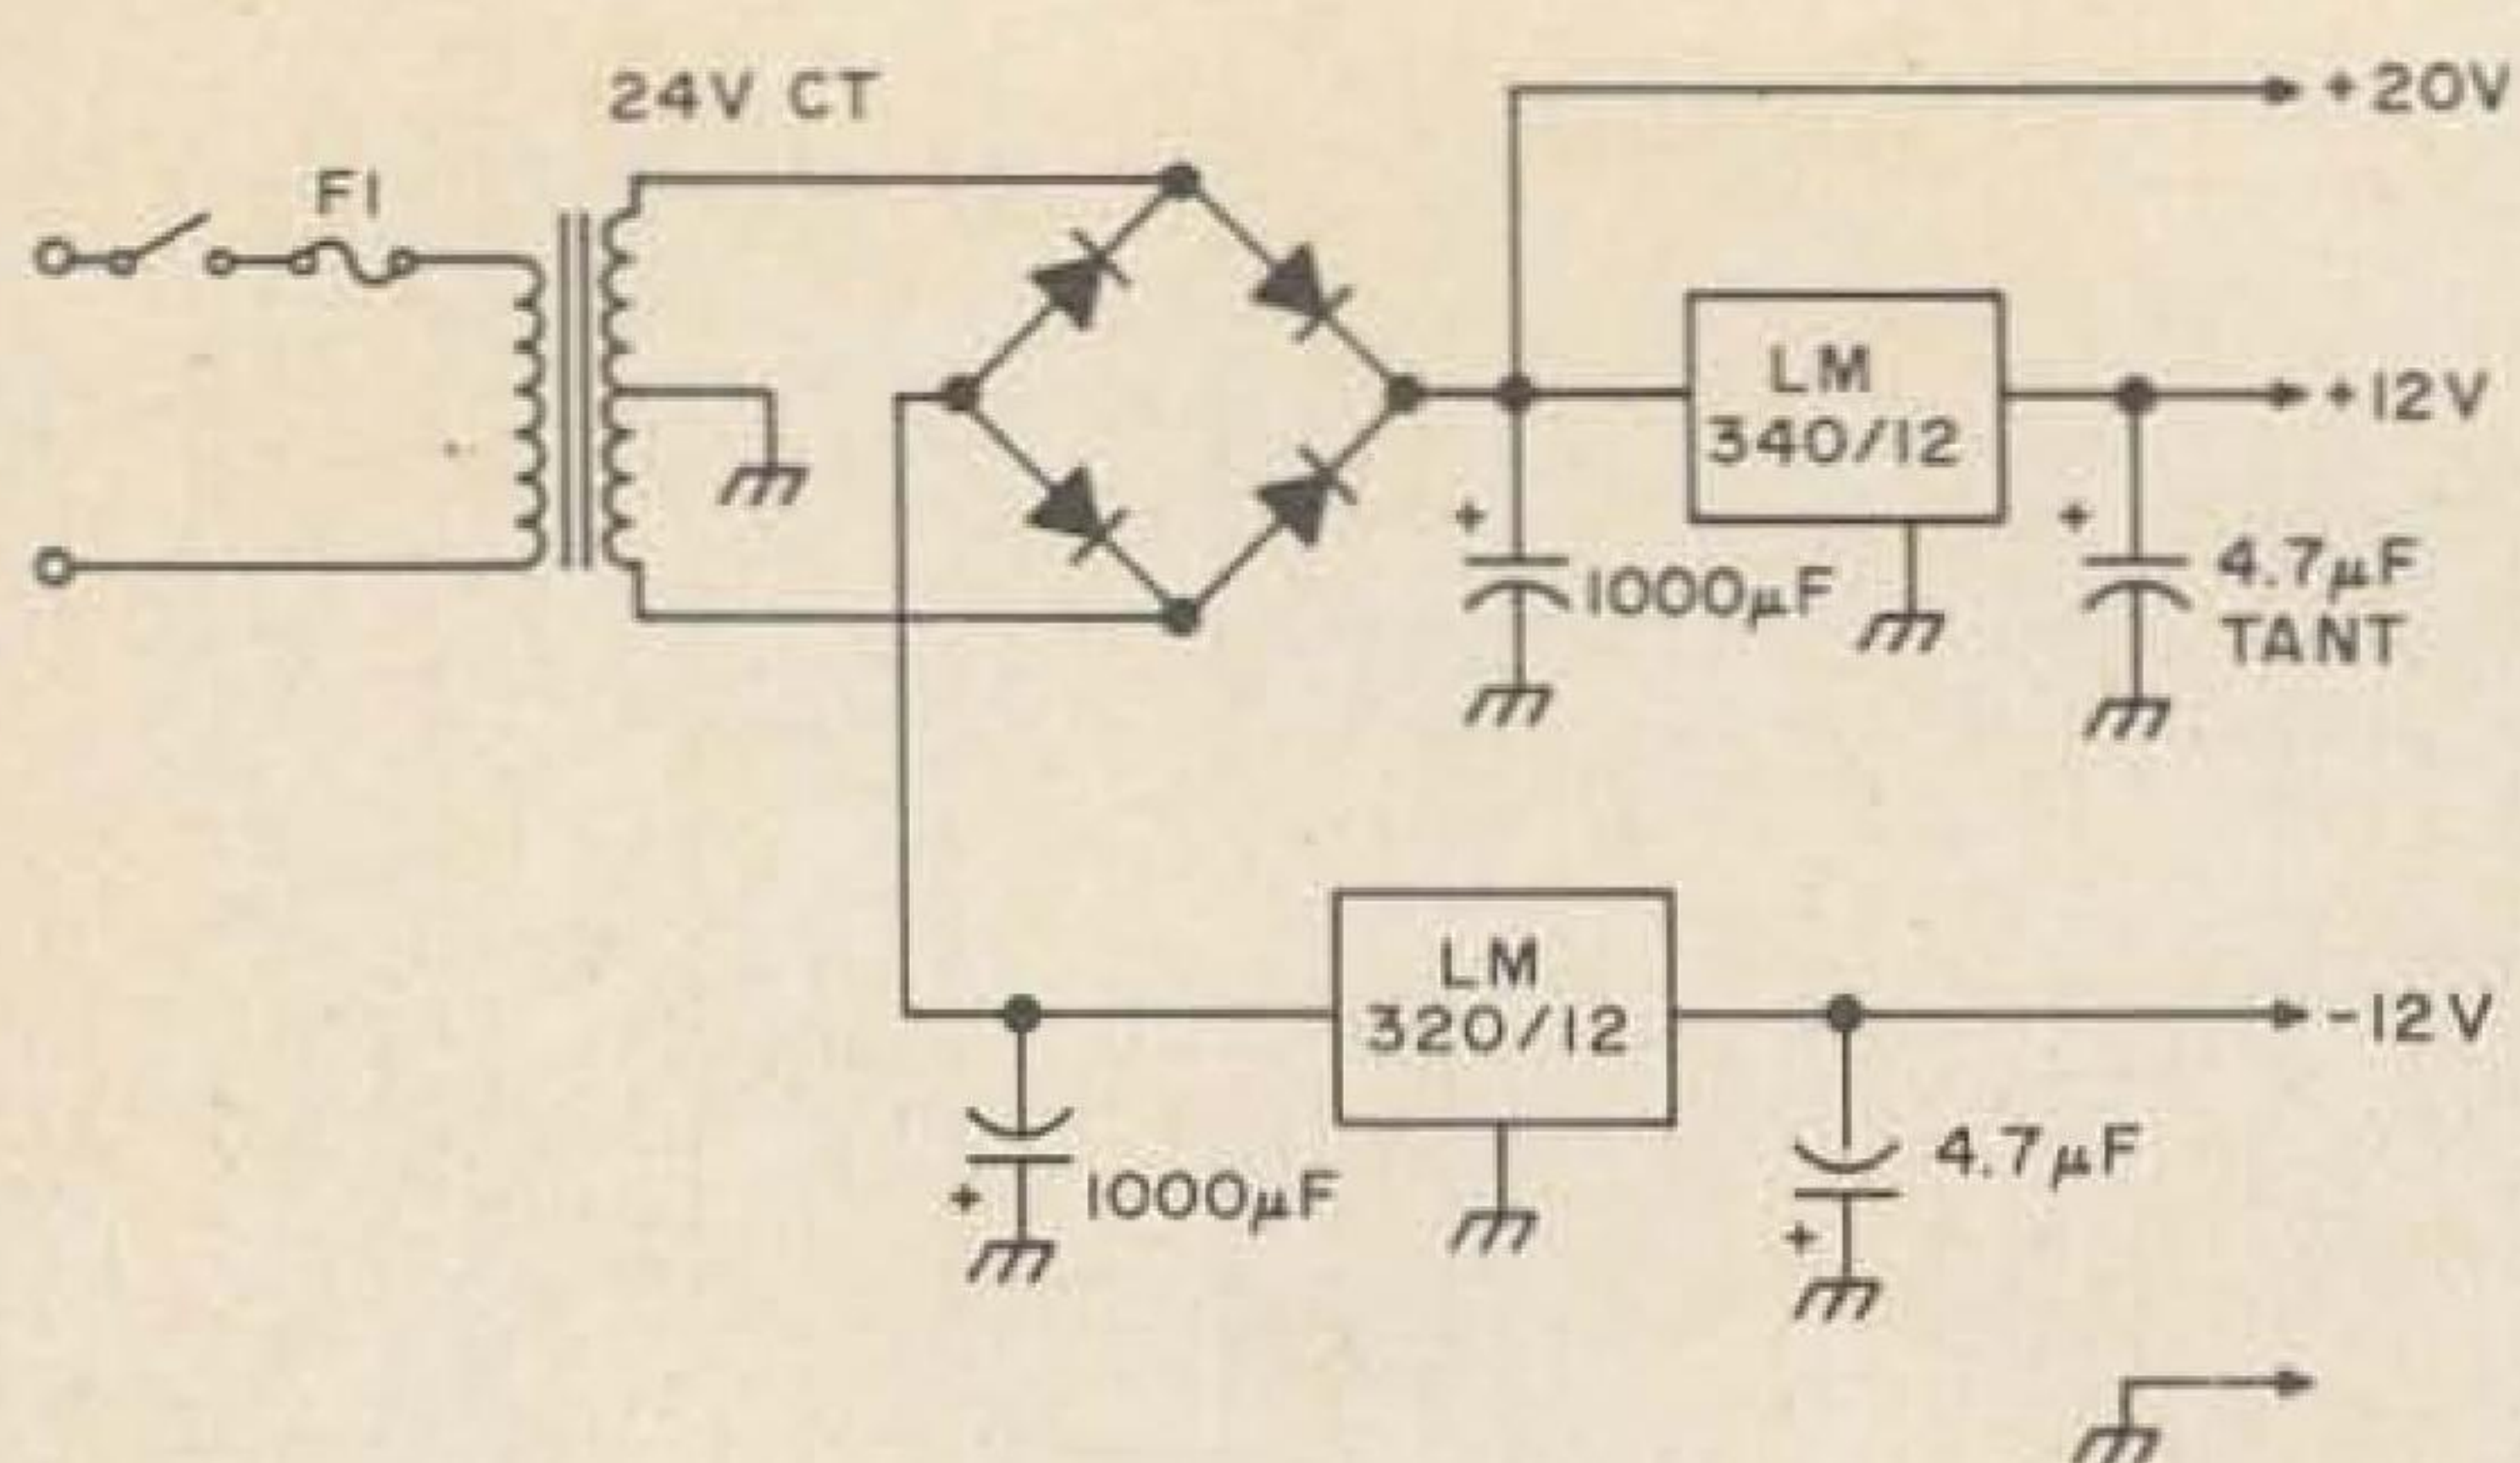 24V CT
+20V
F1
LM
340/12
+12V
+
1000µF
+
4.7µF
TANT
LM
320/12
-12V
+
1000µF
4.7µF
+